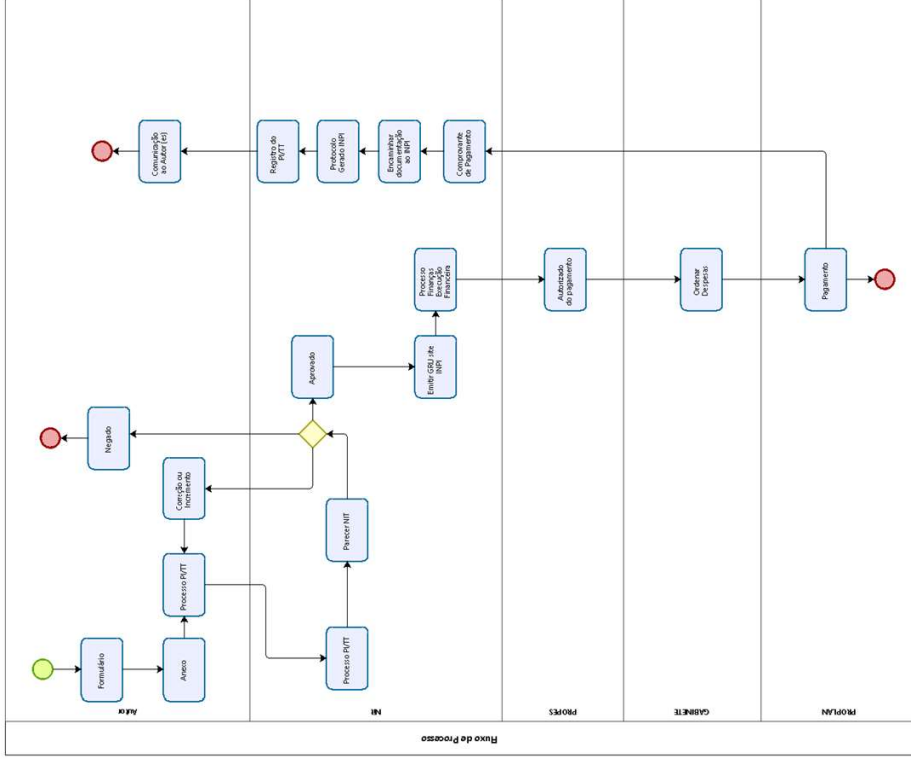 Fluxo de Processo
Autor
Formulário
Anexo
Processo PI/TT
Correção ou
Incremento
Negado
Comunicação
ao Autor(es)
NIT
Processo PI/TT
Parecer NIT
Aprovado
Emitir GRU site
INPI
Processo
Finanças
Execução
Financeira
Comprovante
de Pagamento
Encaminhar
documentação
ao INPI
Protocolo
Gerado INPI
Registro do
PI/TT
PROPES
Autorizado
do pagamento
GABINETE
Ordenar
Despesas
PROPLAN
Pagamento